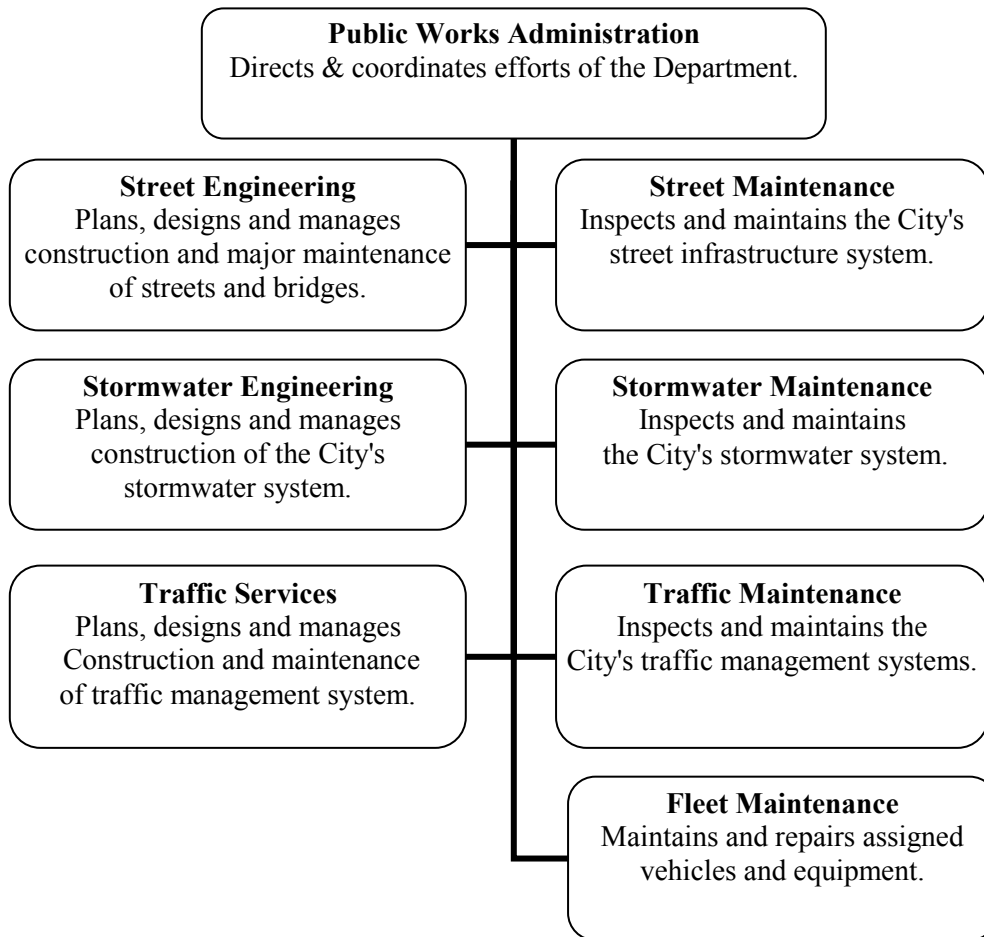 Public Works Administration
Directs & coordinates efforts of the Department.
Street Engineering
Plans, designs and manages
construction and major maintenance
of streets and bridges.
Street Maintenance
Inspects and maintains the City's
street infrastructure system.
Stormwater Engineering
Plans, designs and manages
construction of the City's
stormwater system.
Stormwater Maintenance
Inspects and maintains
the City's stormwater system.
Traffic Services
Plans, designs and manages
Construction and maintenance
of traffic management system.
Traffic Maintenance
Inspects and maintains the
City's traffic management systems.
Fleet Maintenance
Maintains and repairs assigned
vehicles and equipment.